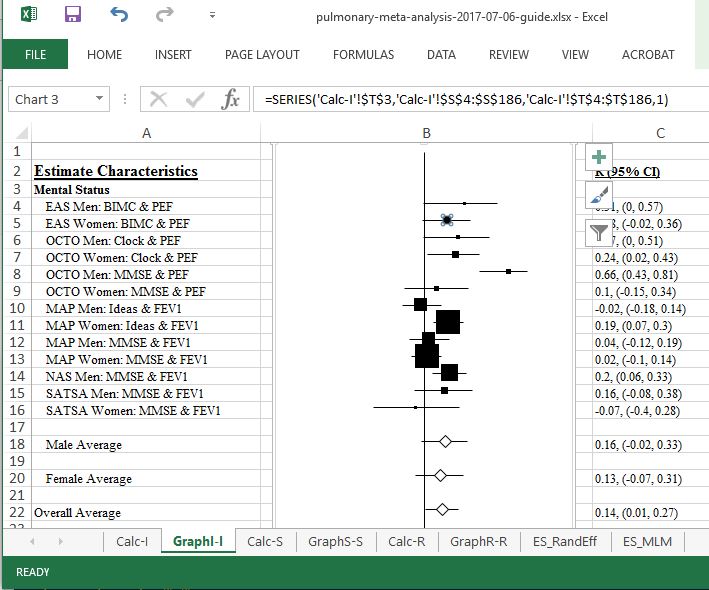 pulmonary-meta-analysis-2017-07-06-guide.xlsx - Excel
FILE HOME INSERT PAGE LAYOUT FORMULAS DATA REVIEW VIEW ACROBAT
Chart 3 fx =SERIES('Calc-I'!$T$3,'Calc-I'!$S$4:$S$186,'Calc-I'!$T$4:$T$186,1)
A B C
1
2 Estimate Characteristics R (95% CI)
3 Mental Status
4 EAS Men: BIMC & PEF (0, 0.57)
5 EAS Women: BIMC & PEF (-0.02, 0.36)
6 OCTO Men: Clock & PEF (0, 0.51)
7 OCTO Women: Clock & PEF 0.24, (0.02, 0.43)
8 OCTO Men: MMSE & PEF 0.66, (0.43, 0.81)
9 OCTO Women: MMSE & PEF 0.1, (-0.15, 0.34)
10 MAP Men: Ideas & FEV1 -0.02, (-0.18, 0.14)
11 MAP Women: Ideas & FEV1 0.19, (0.07, 0.3)
12 MAP Men: MMSE & FEV1 0.04, (-0.12, 0.19)
13 MAP Women: MMSE & FEV1 0.02, (-0.1, 0.14)
14 NAS Men: MMSE & FEV1 0.2, (0.06, 0.33)
15 SATSA Men: MMSE & FEV1 0.16, (-0.08, 0.38)
16 SATSA Women: MMSE & FEV1 -0.07, (-0.4, 0.28)
17
18 Male Average 0.16, (-0.02, 0.33)
19
20 Female Average 0.13, (-0.07, 0.31)
21
22 Overall Average 0.14, (0.01, 0.27)
Calc-I GraphI-I Calc-S GraphS-S Calc-R GraphR-R ES_RandEff ES_MLM
READY